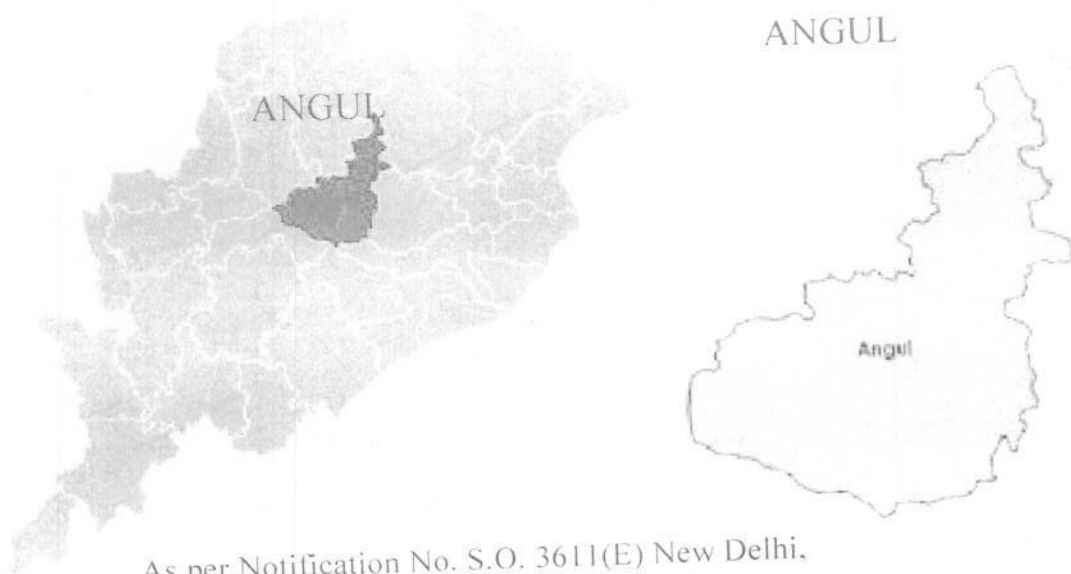 ANGUL
ANGUL
Angul
As per Notification No. S.O. 3611(E) New Delhi,